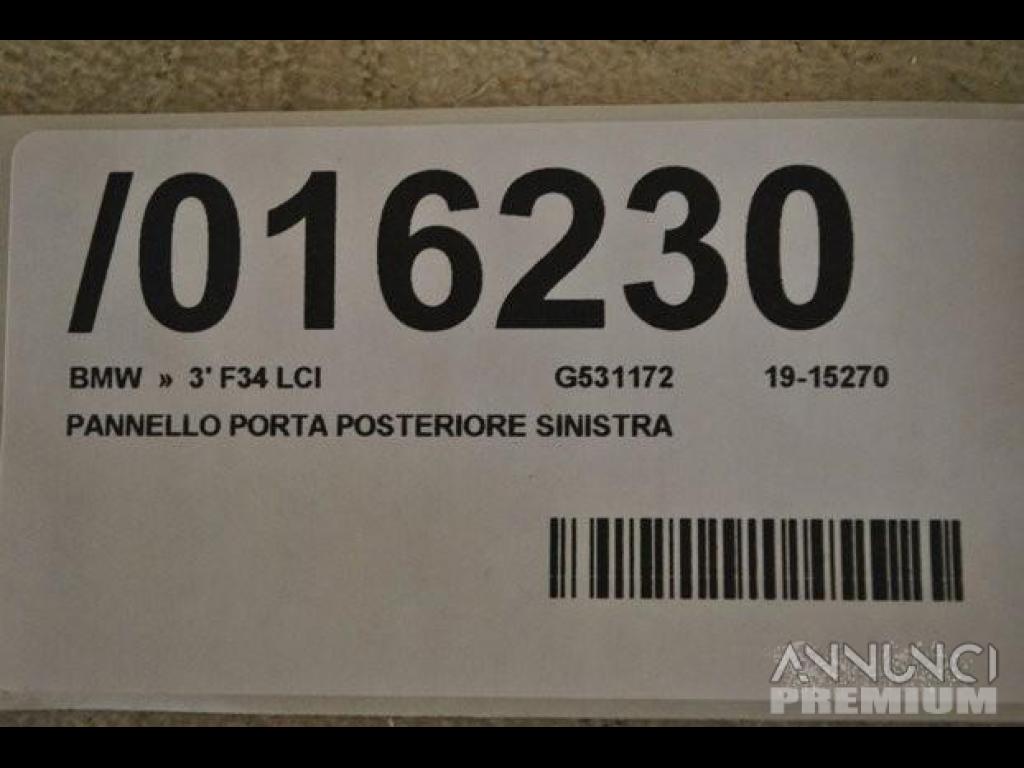 /016230
BMW » 3' F34 LCI G531172 19-15270
PANNELLO PORTA POSTERIORE SINISTRA
ANNUNCI
PREMIUM